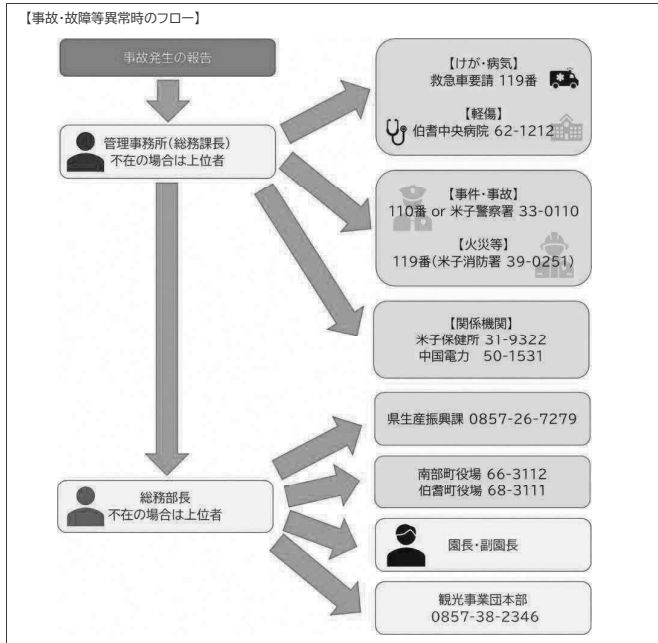 【事故・故障等異常時のフロー】
事故発生の報告
管理事務所(総務課長)
不在の場合は上位者
【けが・病気】
救急車要請 119番
【軽傷】
伯耆中央病院 62-1212
【事件・事故】
110番 or 米子警察署 33-0110
【火災等】
119番(米子消防署 39-0251)
【関係機関】
米子保健所 31-9322
中国電力 50-1531
総務部長
不在の場合は上位者
県生産振興課 0857-26-7279
南部町役場 66-3112
伯耆町役場 68-3111
園長・副園長
観光事業団本部
0857-38-2346